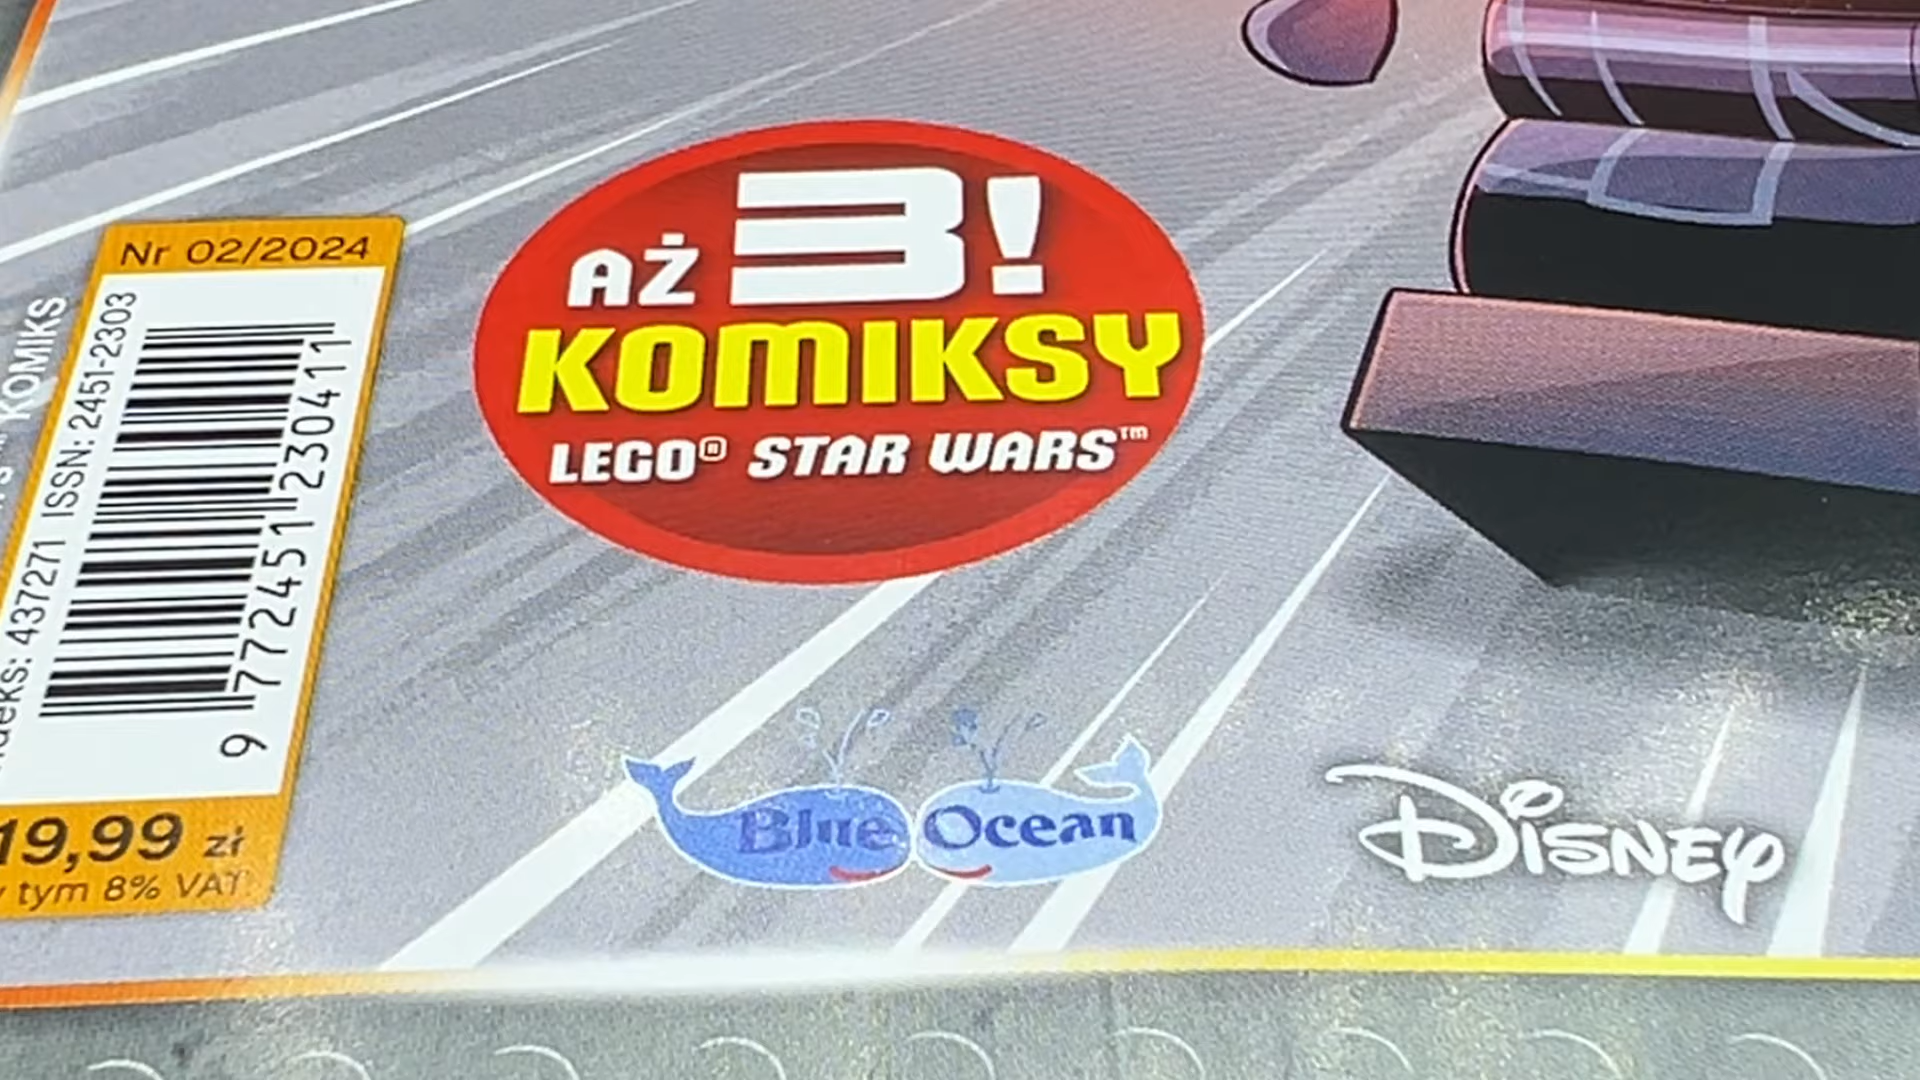 Nr 02/2024
KOMIKS
437271 ISSN: 2451-2303
9 772451 230411
19,99 zł
tym 8% VAT
AŻ 3!
KOMIKSY
LEGO® STAR WARS™
Blue Ocean
Disney